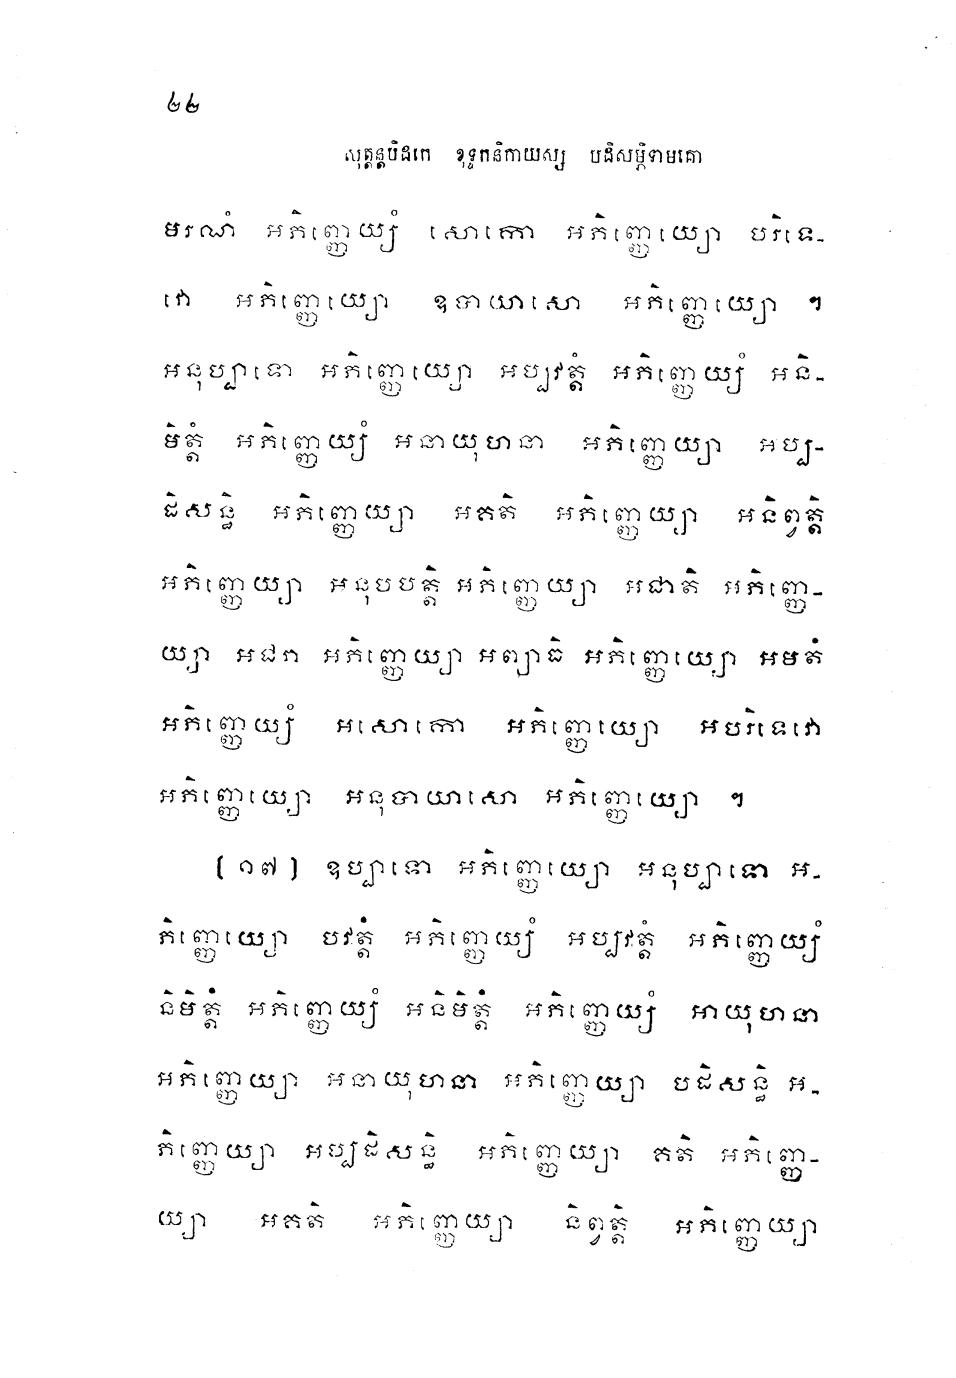 ២២
សុត្តន្តបិដកេ ខុទ្ទកនិកាយស្ស បដិសម្ភិទាមគ្គោ
មរណំ អភិញ្ញេយ្យំ សោកោ អភិញ្ញេយ្យោ បរិទេ-
វោ អភិញ្ញេយ្យោ ឧបាយាសោ អភិញ្ញេយ្យោ ។
អនុប្បាទោ អភិញ្ញេយ្យោ អប្បវត្តំ អភិញ្ញេយ្យំ អនិ-
មិត្តំ អភិញ្ញេយ្យំ អនាយុហនា អភិញ្ញេយ្យា អប្ប-
ដិសន្ធិ អភិញ្ញេយ្យា អគតិ អភិញ្ញេយ្យា អនិព្វត្តិ
អភិញ្ញេយ្យា អនុបបត្តិ អភិញ្ញេយ្យា អជាតិ អភិញ្ញេ-
យ្យា អជរា អភិញ្ញេយ្យា អព្យាធិ អភិញ្ញេយ្យោ អមតំ
អភិញ្ញេយ្យំ អសោកោ អភិញ្ញេយ្យោ អបរិទេវោ
អភិញ្ញេយ្យោ អនុបាយាសោ អភិញ្ញេយ្យោ ។
(១៧) ឧប្បាទោ អភិញ្ញេយ្យោ អនុប្បាទោ អ-
ភិញ្ញេយ្យោ បវត្តំ អភិញ្ញេយ្យំ អប្បវត្តំ អភិញ្ញេយ្យំ
និមិត្តំ អភិញ្ញេយ្យំ អនិមិត្តំ អភិញ្ញេយ្យំ អាយុហនា
អភិញ្ញេយ្យា អនាយុហនា អភិញ្ញេយ្យា បដិសន្ធិ អ-
ភិញ្ញេយ្យា អប្បដិសន្ធិ អភិញ្ញេយ្យា គតិ អភិញ្ញេ-
យ្យា អគតិ អភិញ្ញេយ្យា និព្វត្តិ អភិញ្ញេយ្យា